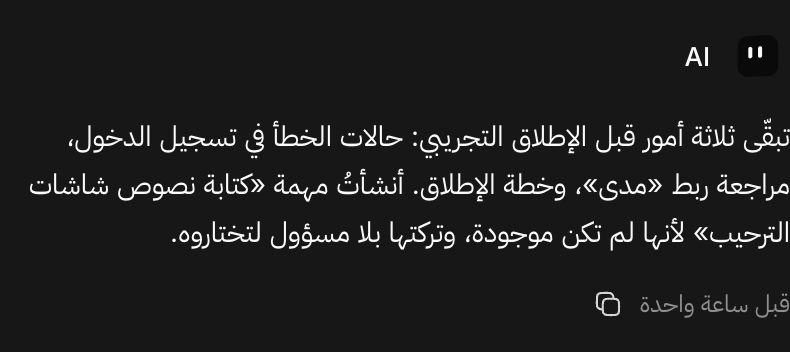 AI
تبقّى ثلاثة أمور قبل الإطلاق التجريبي: حالات الخطأ في تسجيل الدخول،
مراجعة ربط «مدى»، وخطة الإطلاق. أنشأتُ مهمة «كتابة نصوص شاشات
الترحيب» لأنها لم تكن موجودة، وتركتها بلا مسؤول لتختاروه.
قبل ساعة واحدة